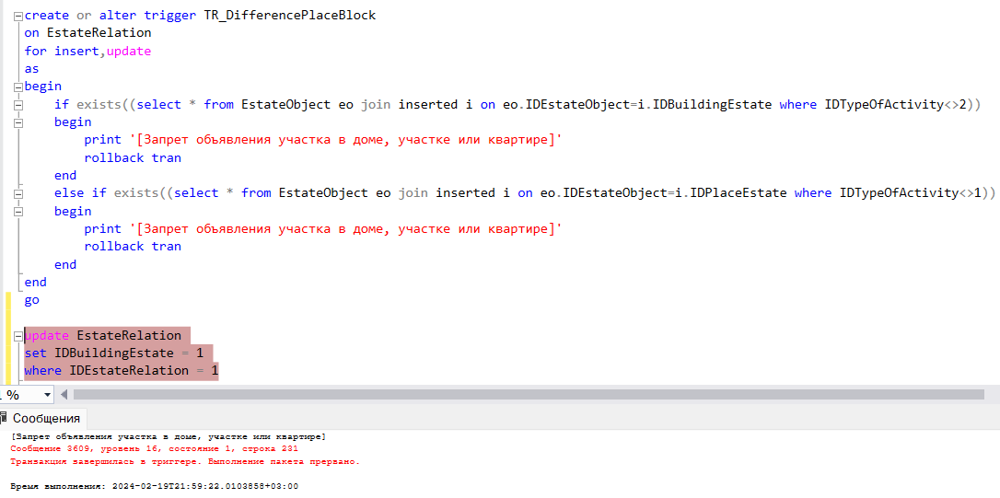 create or alter trigger TR_DifferencePlaceBlock
on EstateRelation
for insert,update
as
begin
if exists((select * from EstateObject eo join inserted i on eo.IDEstateObject=i.IDBuildingEstate where IDTypeOfActivity<>2))
begin
print '[Запрет объявления участка в доме, участке или квартире]'
rollback tran
end
else if exists((select * from EstateObject eo join inserted i on eo.IDEstateObject=i.IDPlaceEstate where IDTypeOfActivity<>1))
begin
print '[Запрет объявления участка в доме, участке или квартире]'
rollback tran
end
end
go
update EstateRelation
set IDBuildingEstate = 1
where IDEstateRelation = 1
%
Сообщения
[Запрет объявления участка в доме, участке или квартире]
Сообщение 3609, уровень 16, состояние 1, строка 231
Транзакция завершилась в триггере. Выполнение пакета прервано.
Время выполнения: 2024-02-19T21:59:22.0103858+03:00